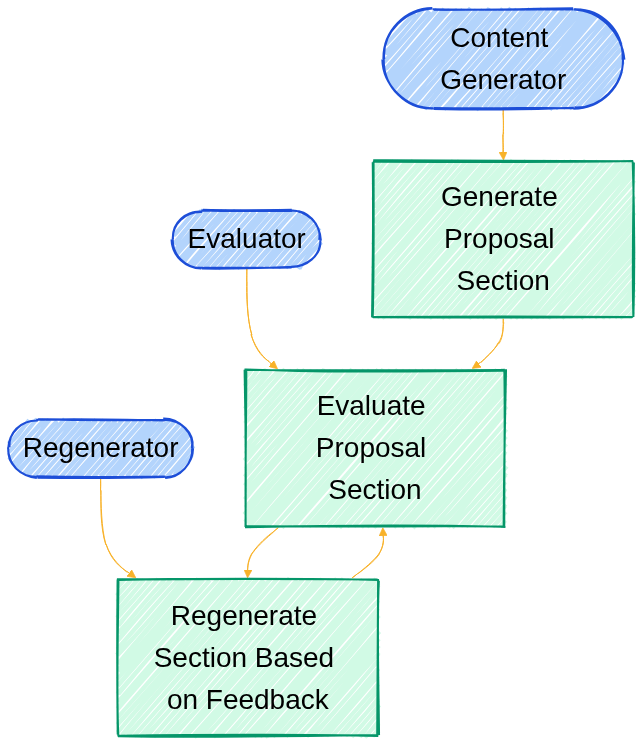 Content
Generator
Generate
Proposal
Section
Evaluator
Evaluate
Proposal
Section
Regenerator
Regenerate
Section Based
on Feedback